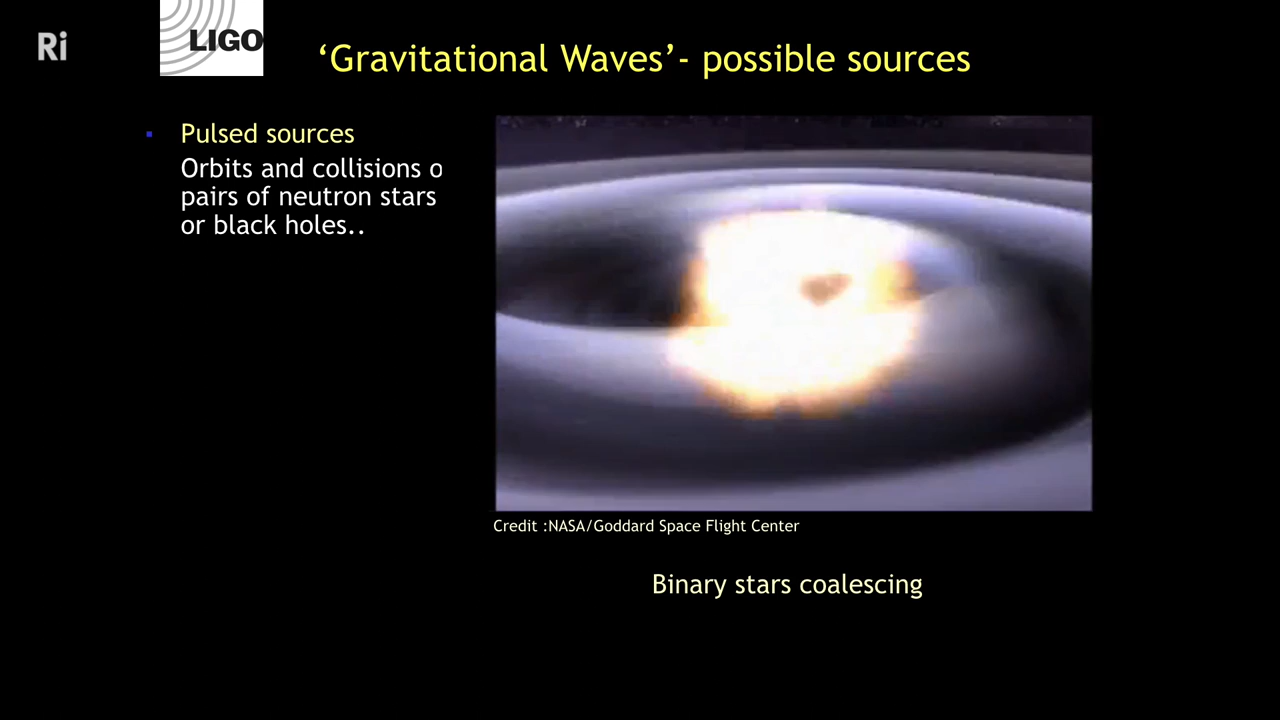 Ri
LIGO
‘Gravitational Waves’- possible sources
Pulsed sources
Orbits and collisions o
pairs of neutron stars
or black holes..
Credit :NASA/Goddard Space Flight Center
Binary stars coalescing